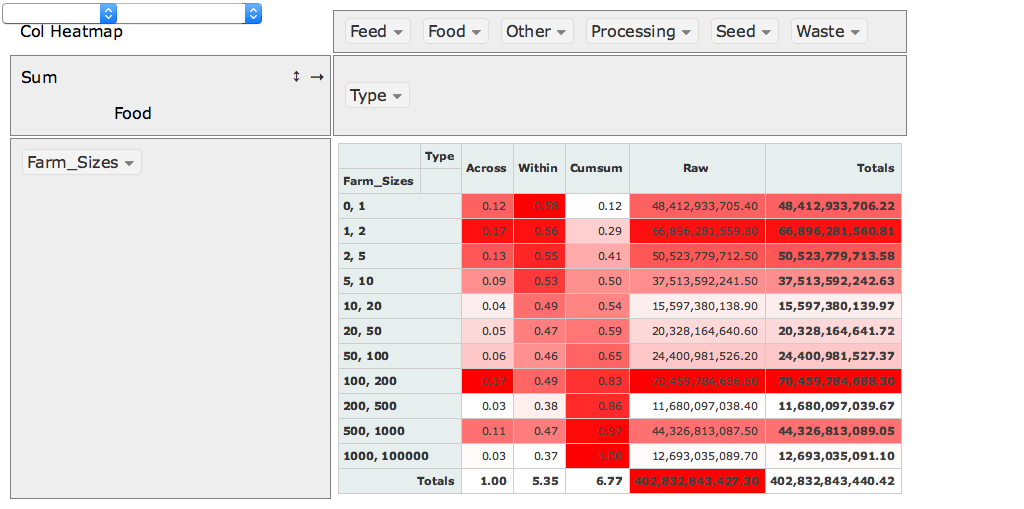 Col Heatmap
Feed Food Other Processing Seed Waste
Sum ↕ →
Food
Type
Farm_Sizes
Type Across Within Cumsum Raw Totals
Farm_Sizes
0, 1 0.12 0.58 0.12 48,412,933,705.40 48,412,933,706.22
1, 2 0.17 0.56 0.29 66,896,281,559.80 66,896,281,560.81
2, 5 0.13 0.55 0.41 50,523,779,712.50 50,523,779,713.58
5, 10 0.09 0.53 0.50 37,513,592,241.50 37,513,592,242.63
10, 20 0.04 0.49 0.54 15,597,380,138.90 15,597,380,139.97
20, 50 0.05 0.47 0.59 20,328,164,640.60 20,328,164,641.72
50, 100 0.06 0.46 0.65 24,400,981,526.20 24,400,981,527.37
100, 200 0.17 0.49 0.83 70,459,784,686.80 70,459,784,688.30
200, 500 0.03 0.38 0.86 11,680,097,038.40 11,680,097,039.67
500, 1000 0.11 0.47 0.97 44,326,813,087.50 44,326,813,089.05
1000, 100000 0.03 0.37 1.00 12,693,035,089.70 12,693,035,091.10
Totals 1.00 5.35 6.77 402,832,843,427.30 402,832,843,440.42